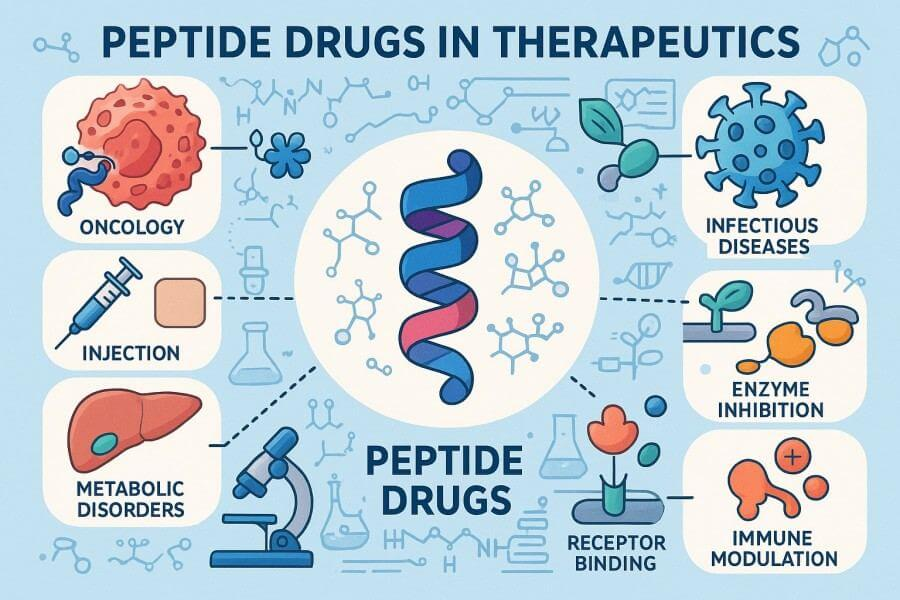 PEPTIDE DRUGS IN THERAPEUTICS
ONCOLOGY
INJECTION
METABOLIC
DISORDERS
PEPTIDE
DRUGS
INFECTIOUS
DISEASES
ENZYME
INHIBITION
RECEPTOR
BINDING
IMMUNE
MODULATION